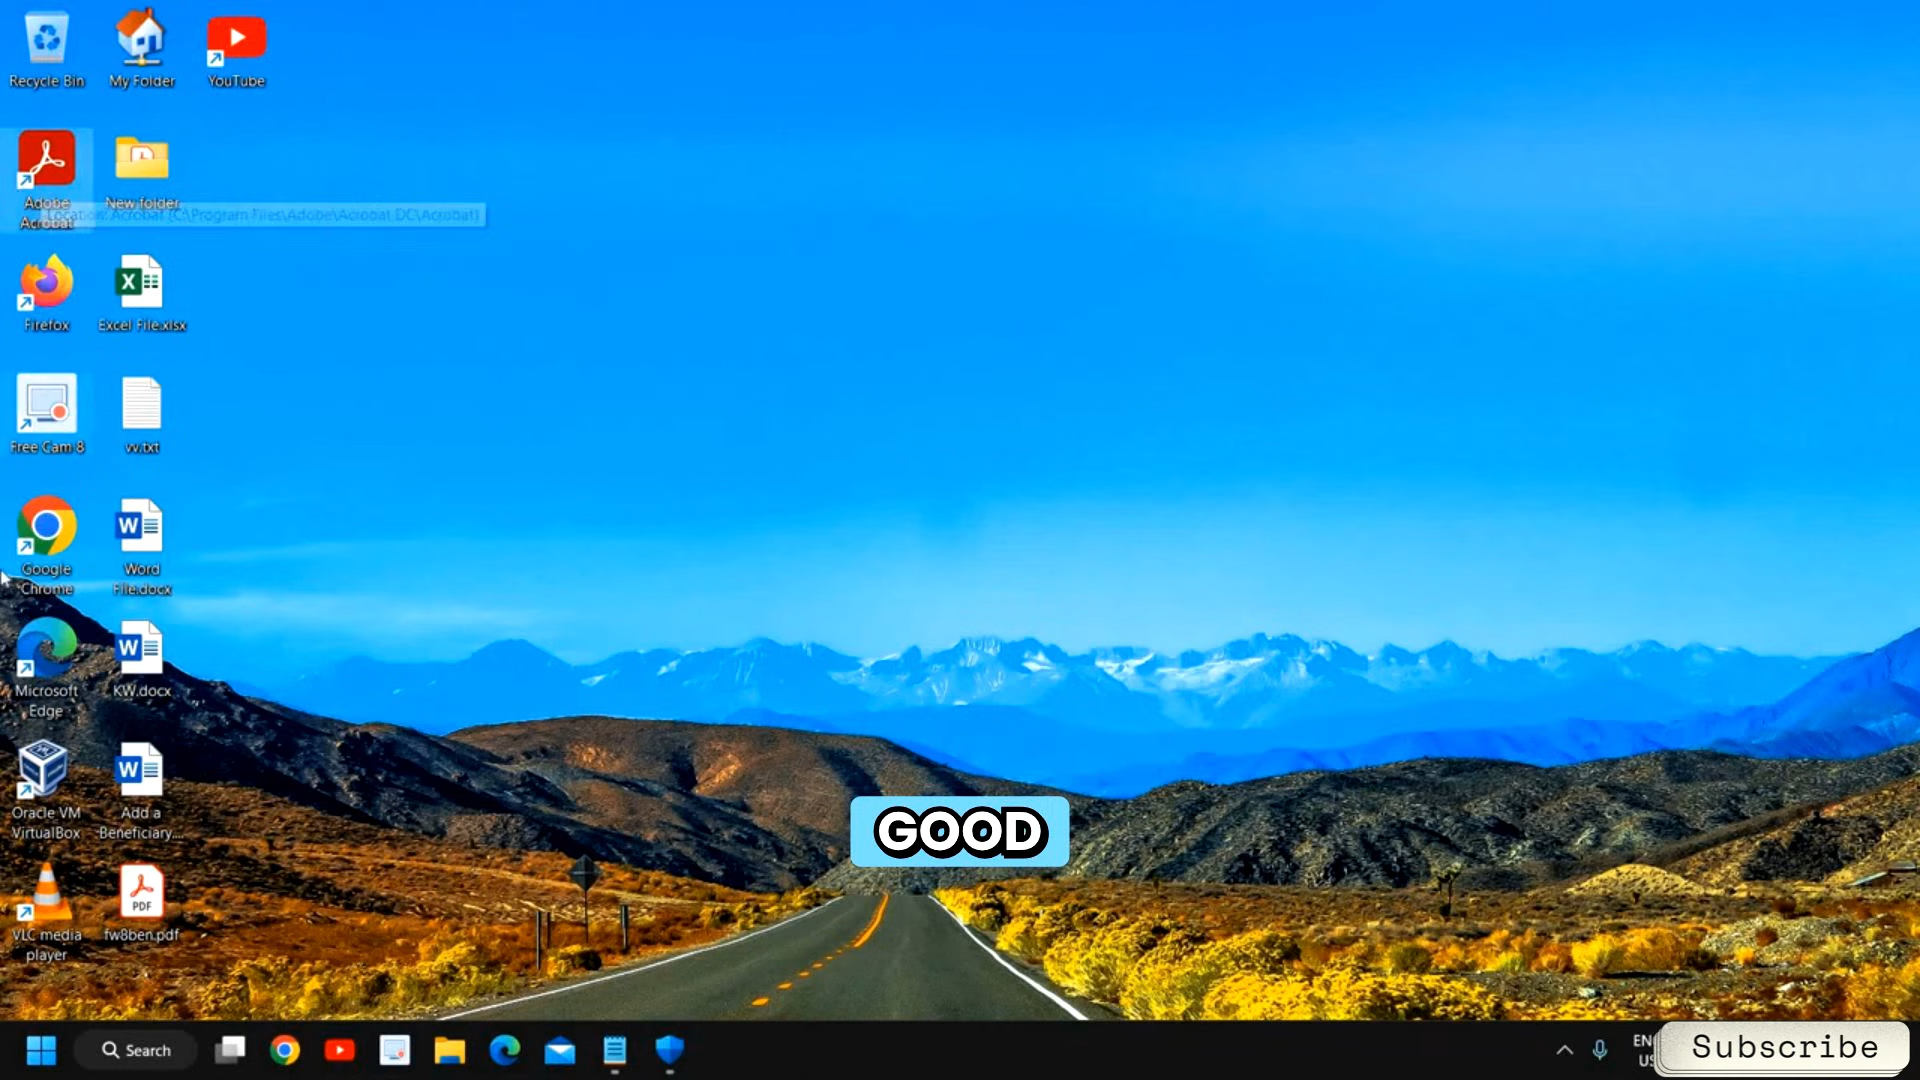 Recycle Bin
My Folder
YouTube
Adobe
Acrobat
New folder
Location: Acrobat (C:\Program Files\Adobe\Acrobat DC\Acrobat)
Firefox
Excel File.xlsx
Free Cam 8
vv.txt
Google
Chrome
Word
File.docx
Microsoft
Edge
KW.docx
Oracle VM
VirtualBox
Add a
Beneficiary....
VLC media
player
PDF
fw8ben.pdf
GOOD
Search
EN
US
Subscribe